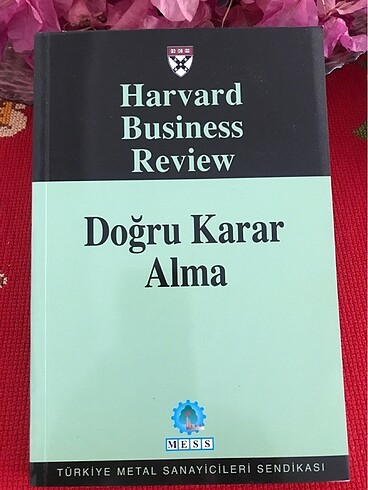 Harvard
Business
Review
Doğru Karar
Alma
MESS
TÜRKİYE METAL SANAYİCİLERİ SENDİKASI